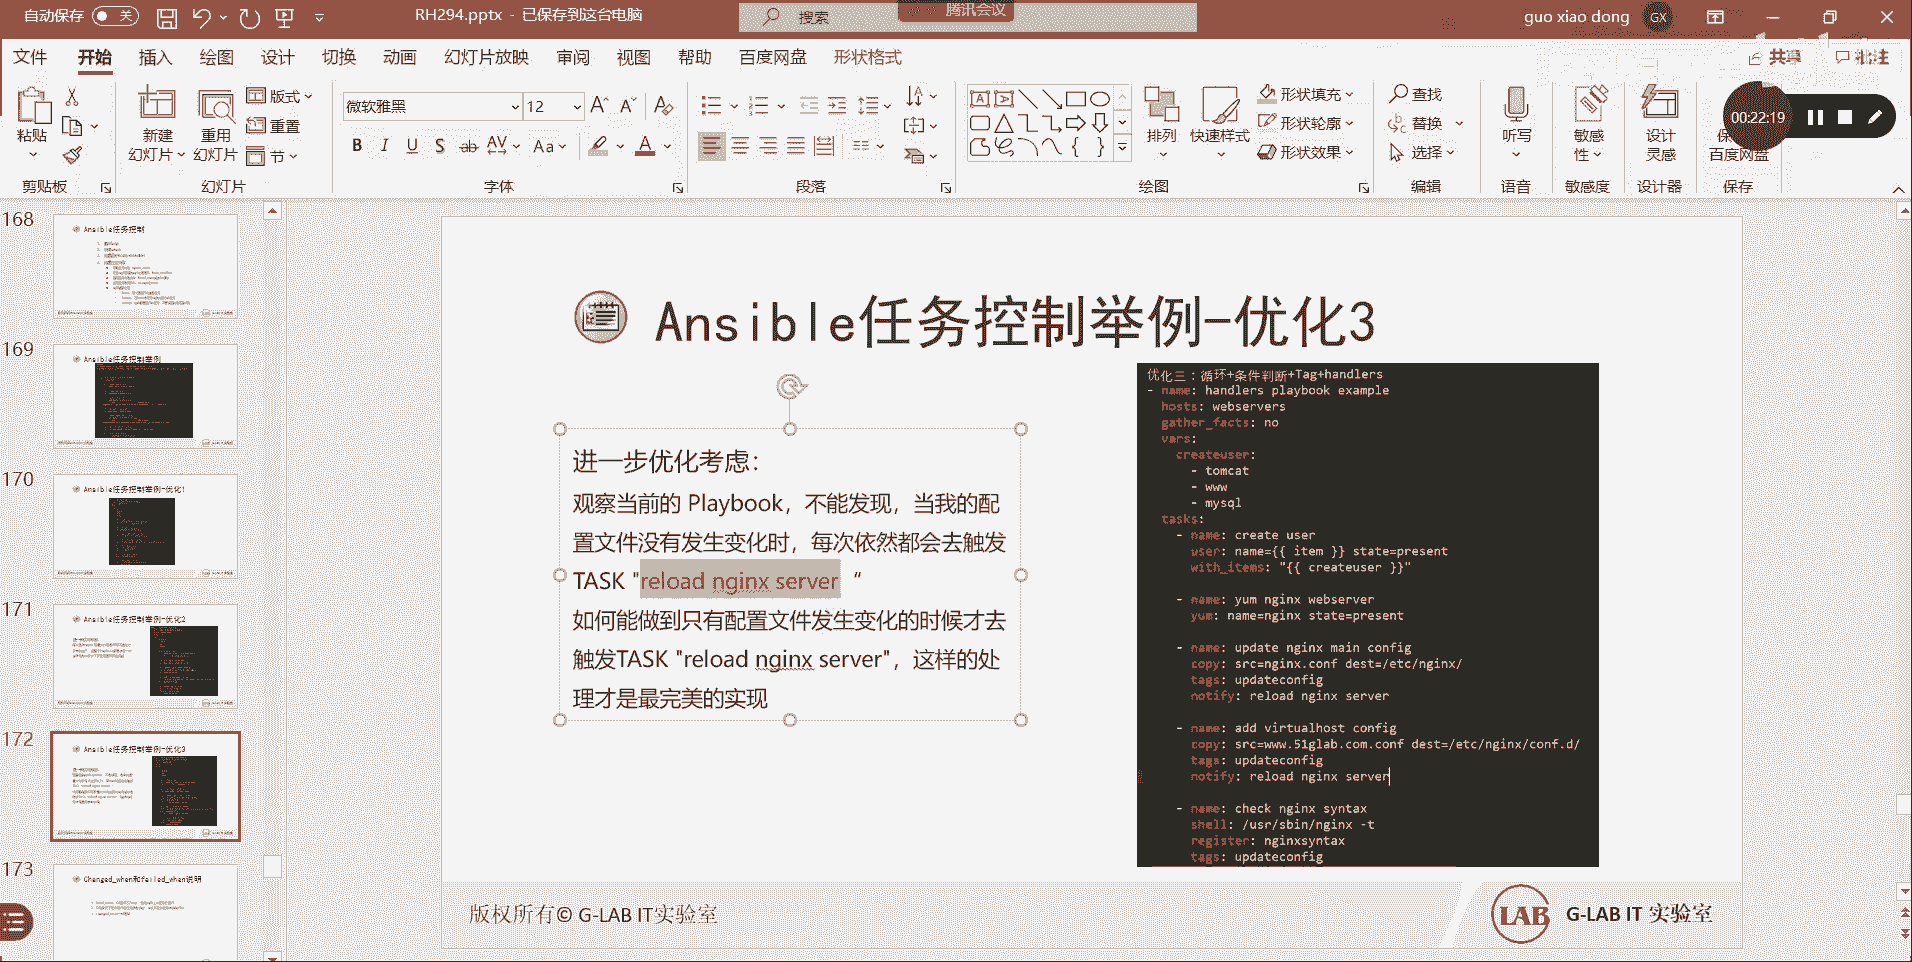 自动保存 关
RH294.pptx - 已保存到这台电脑
搜索
腾讯会议
guo xiao dong
GX
文件 开始 插入 绘图 设计 切换 动画 幻灯片放映 审阅 视图 帮助 百度网盘 形状格式
共享 批注
粘贴
剪贴板
新建
幻灯片
重用
幻灯片
版式
重置
节
幻灯片
微软雅黑 12
B I U S ab AV Aa A
字体
段落
排列
快速样式
形状填充
形状轮廓
形状效果
绘图
查找
替换
选择
编辑
听写
语音
敏感
性
敏感度
设计
灵感
设计器
百度网盘
保存
00:22:19
168
Ansible任务控制
169
Ansible任务控制举例
170
Ansible任务控制举例-优化1
171
Ansible任务控制举例-优化2
172
Ansible任务控制举例-优化3
173
Changed_when和failed_when说明
Ansible任务控制举例-优化3
进一步优化考虑：
观察当前的 Playbook，不能发现，当我的配
置文件没有发生变化时，每次依然都会去触发
TASK "reload nginx server “
如何能做到只有配置文件发生变化的时候才去
触发TASK "reload nginx server"，这样的处
理才是最完美的实现
优化三：循环+条件判断+Tag+handlers
- name: handlers playbook example
hosts: webservers
gather_facts: no
vars:
createuser:
- tomcat
- www
- mysql
tasks:
- name: create user
user: name={{ item }} state=present
with_items: "{{ createuser }}"
- name: yum nginx webserver
yum: name=nginx state=present
- name: update nginx main config
copy: src=nginx.conf dest=/etc/nginx/
tags: updateconfig
notify: reload nginx server
- name: add virtualhost config
copy: src=www.51glab.com.conf dest=/etc/nginx/conf.d/
tags: updateconfig
notify: reload nginx server
- name: check nginx syntax
shell: /usr/sbin/nginx -t
register: nginxsyntax
tags: updateconfig
版权所有© G-LAB IT实验室
LAB
G-LAB IT 实验室